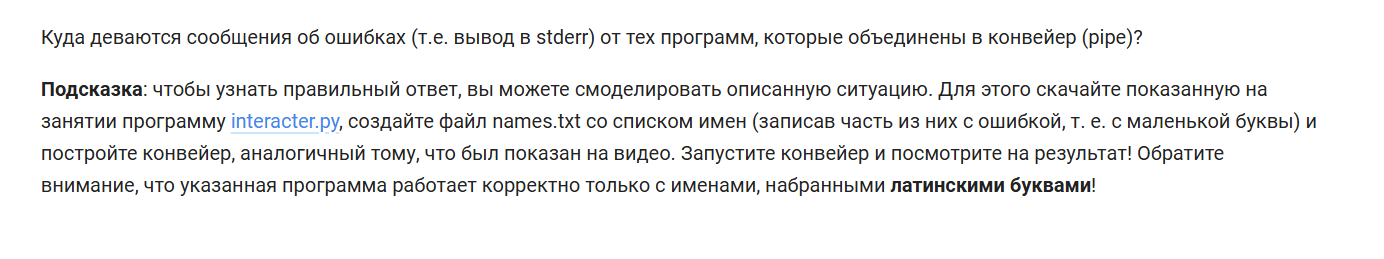 Куда деваются сообщения об ошибках (т.е. вывод в stderr) от тех программ, которые объединены в конвейер (pipe)?
Подсказка: чтобы узнать правильный ответ, вы можете смоделировать описанную ситуацию. Для этого скачайте показанную на
занятии программу interacter.py, создайте файл names.txt со списком имен (записав часть из них с ошибкой, т. е. с маленькой буквы) и
постройте конвейер, аналогичный тому, что был показан на видео. Запустите конвейер и посмотрите на результат! Обратите
внимание, что указанная программа работает корректно только с именами, набранными латинскими буквами!